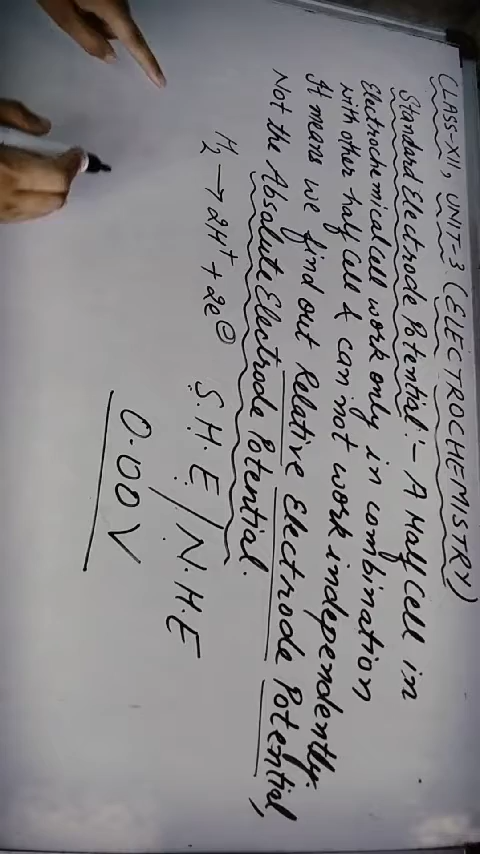 CLASS-XII, UNIT-3 (ELECTROCHEMISTRY)
Standard Electrode Potential:- A Half Cell in
Electrochemical cell work only in combination
with other half cell & can not work independently.
It means we find out Relative Electrode Potential,
Not the Absolute Electrode Potential.
H2 → 2H+ + 2e⊖ S.H.E/N.H.E
0.00V